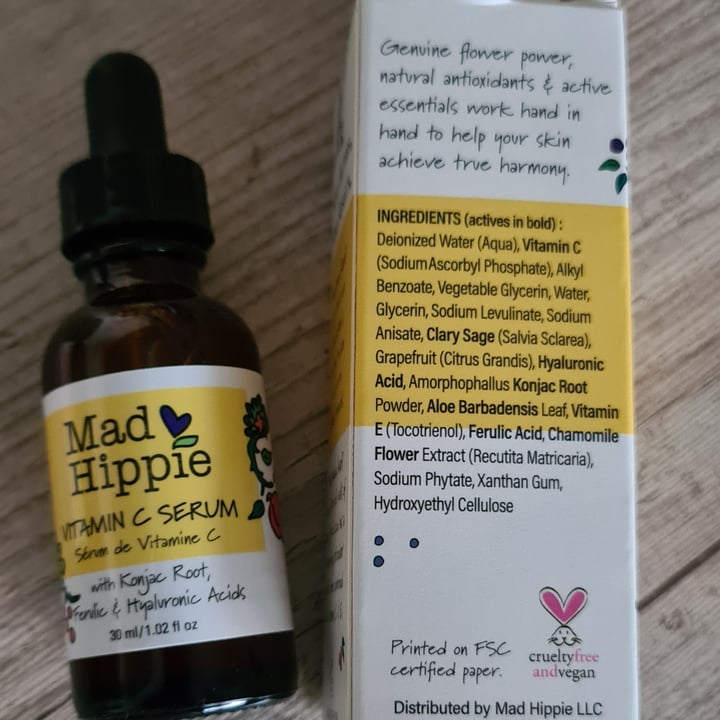 Mad
Hippie
VITAMIN C SERUM
Sérum de Vitamine C
with Konjac Root,
Ferulic & Hyaluronic Acids
30 ml/1.02 fl oz
Genuine flower power,
natural antioxidants & active
essentials work hand in
hand to help your skin
achieve true harmony.
INGREDIENTS (actives in bold) :
Deionized Water (Aqua), Vitamin C
(SodiumAscorbyl Phosphate), Alkyl
Benzoate, Vegetable Glycerin, Water,
Glycerin, Sodium Levulinate, Sodium
Anisate, Clary Sage (Salvia Sclarea),
Grapefruit (Citrus Grandis), Hyaluronic
Acid, Amorphophallus Konjac Root
Powder, Aloe Barbadensis Leaf, Vitamin
E (Tocotrienol), Ferulic Acid, Chamomile
Flower Extract (Recutita Matricaria),
Sodium Phytate, Xanthan Gum,
Hydroxyethyl Cellulose
Printed on FSC
certified paper.
crueltyfree
andvegan
Distributed by Mad Hippie LLC